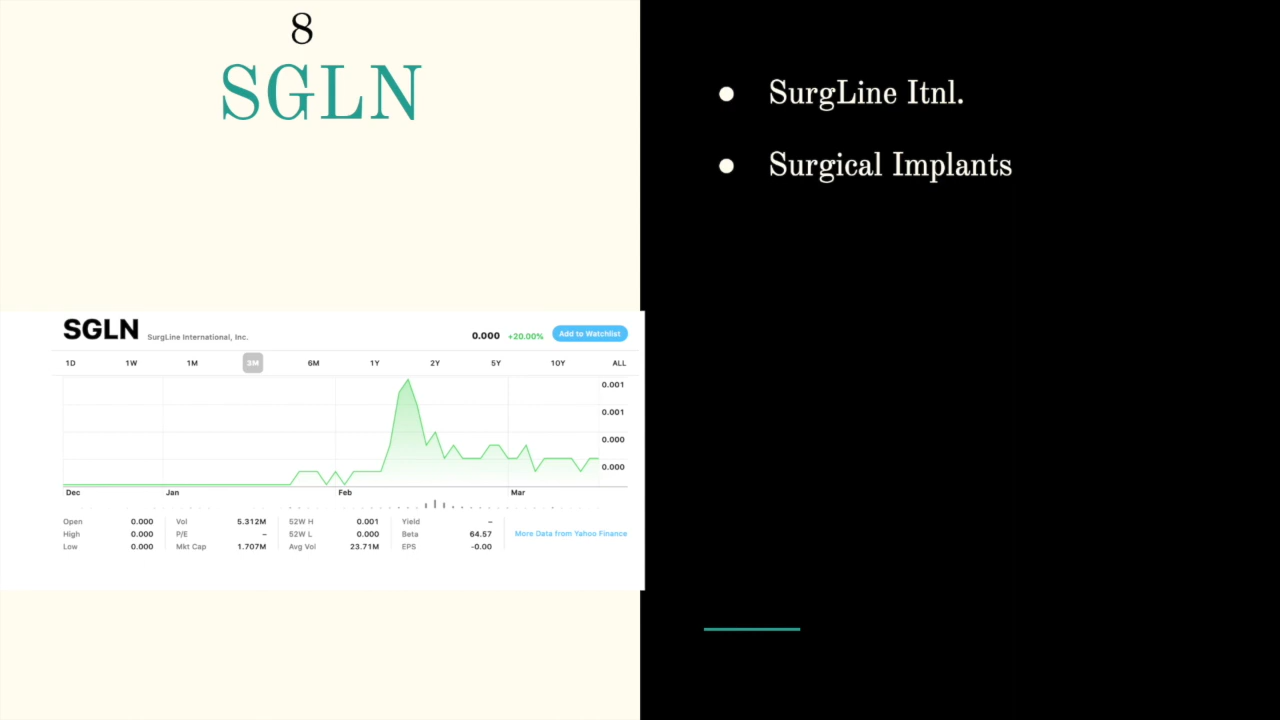 8
SGLN
SGLN SurgLine International, Inc. 0.000 +20.00% Add to Watchlist
1D 1W 1M 3M 6M 1Y 2Y 5Y 10Y ALL
0.001
0.001
0.000
0.000
Dec Jan Feb Mar
Open 0.000 Vol 5.312M 52W H 0.001 Yield –
High 0.000 P/E – 52W L 0.000 Beta 64.57 More Data from Yahoo Finance
Low 0.000 Mkt Cap 1.707M Avg Vol 23.71M EPS -0.00
● SurgLine Itnl.
● Surgical Implants